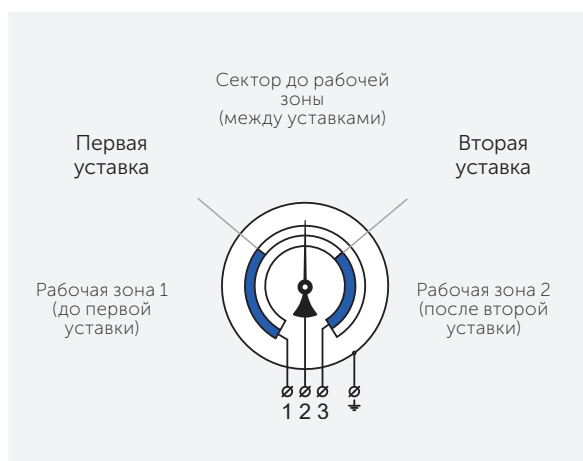 Сектор до рабочей
зоны
(между уставками)
Первая
уставка
Вторая
уставка
Рабочая зона 1
(до первой
уставки)
Рабочая зона 2
(после второй
уставки)
1 2 3